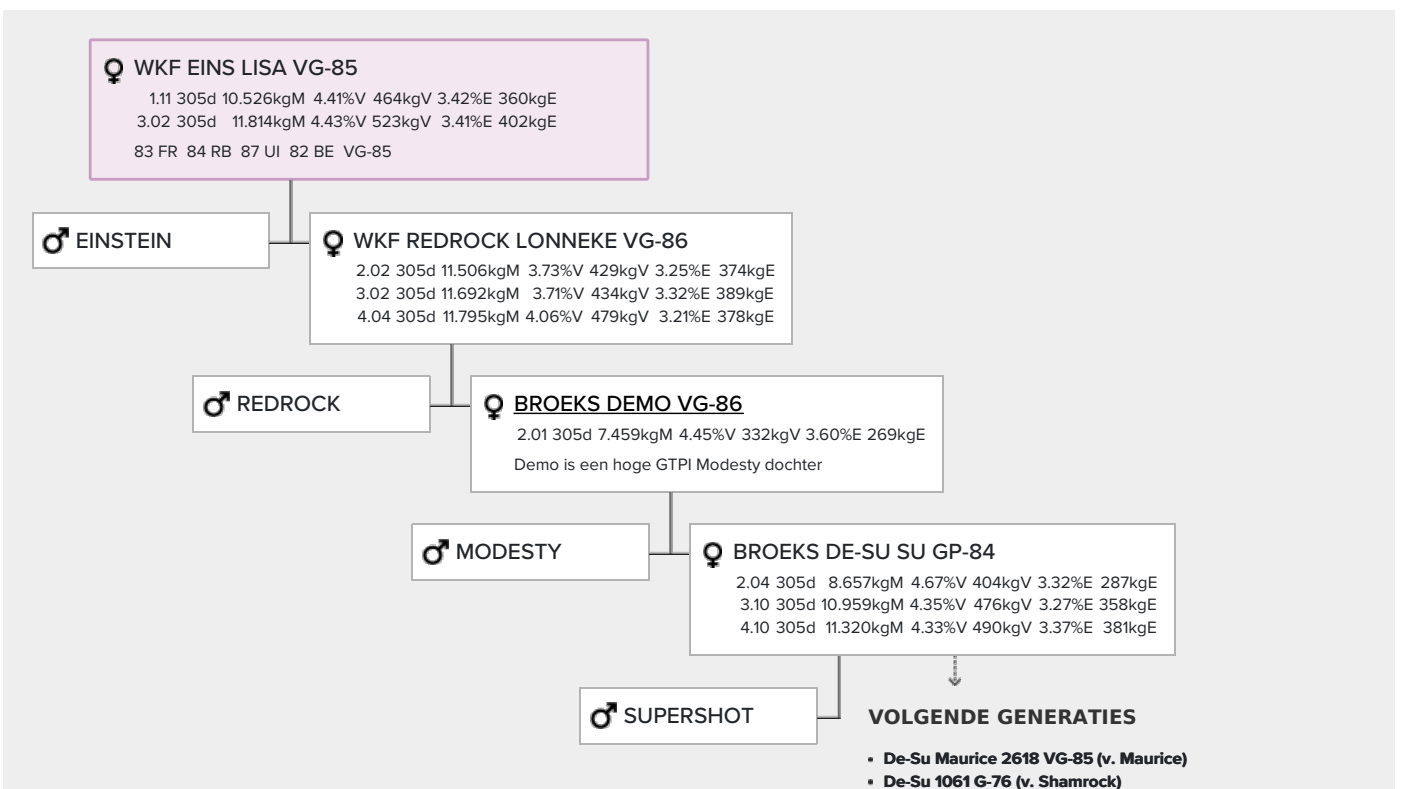 WKF EINS LISA VG-85
1.11 305d 10.526kgM 4.41%V 464kgV 3.42%E 360kgE
3.02 305d 11.814kgM 4.43%V 523kgV 3.41%E 402kgE
83 FR 84 RB 87 UI 82 BE VG-85
EINSTEIN
WKF REDROCK LONNEKE VG-86
2.02 305d 11.506kgM 3.73%V 429kgV 3.25%E 374kgE
3.02 305d 11.692kgM 3.71%V 434kgV 3.32%E 389kgE
4.04 305d 11.795kgM 4.06%V 479kgV 3.21%E 378kgE
REDROCK
BROEKS DEMO VG-86
2.01 305d 7.459kgM 4.45%V 332kgV 3.60%E 269kgE
Demo is een hoge GTPI Modesty dochter
MODESTY
BROEKS DE-SU SU GP-84
2.04 305d 8.657kgM 4.67%V 404kgV 3.32%E 287kgE
3.10 305d 10.959kgM 4.35%V 476kgV 3.27%E 358kgE
4.10 305d 11.320kgM 4.33%V 490kgV 3.37%E 381kgE
SUPERSHOT
VOLGENDE GENERATIES
• De-Su Maurice 2618 VG-85 (v. Maurice)
• De-Su 1061 G-76 (v. Shamrock)